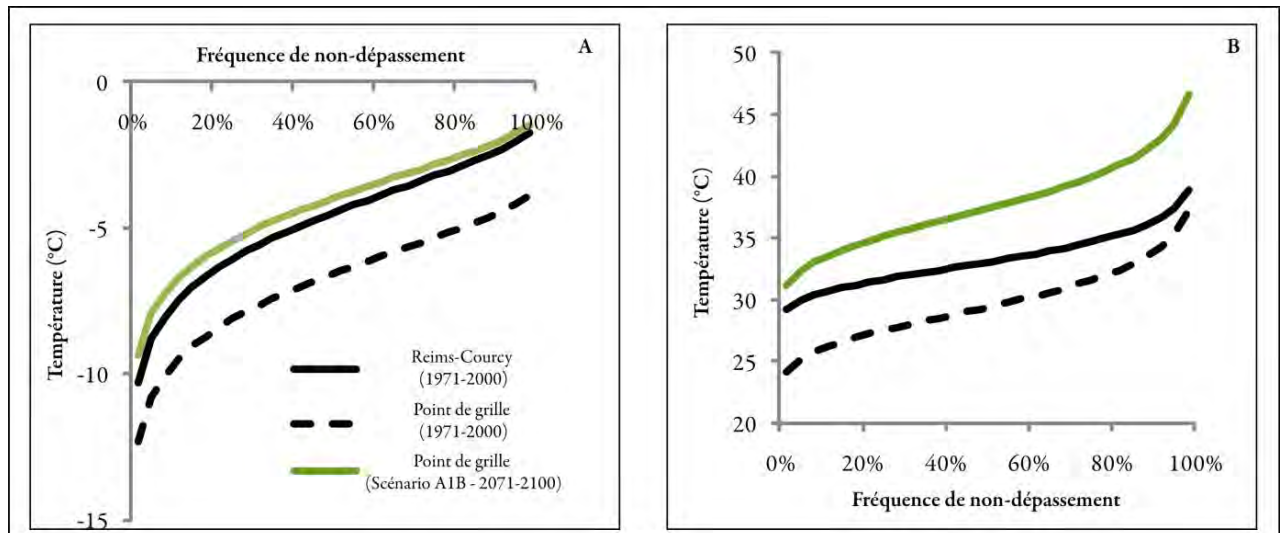 Fréquence de non-dépassement
A
0
0%
20%
40%
60%
80%
100%
-5
-10
-15
Température (°C)
Reims-Courcy
(1971-2000)
Point de grille
(1971-2000)
Point de grille
(Scénario A1B - 2071-2100)
B
50
45
40
35
30
25
20
Température (°C)
0%
20%
40%
60%
80%
100%
Fréquence de non-dépassement